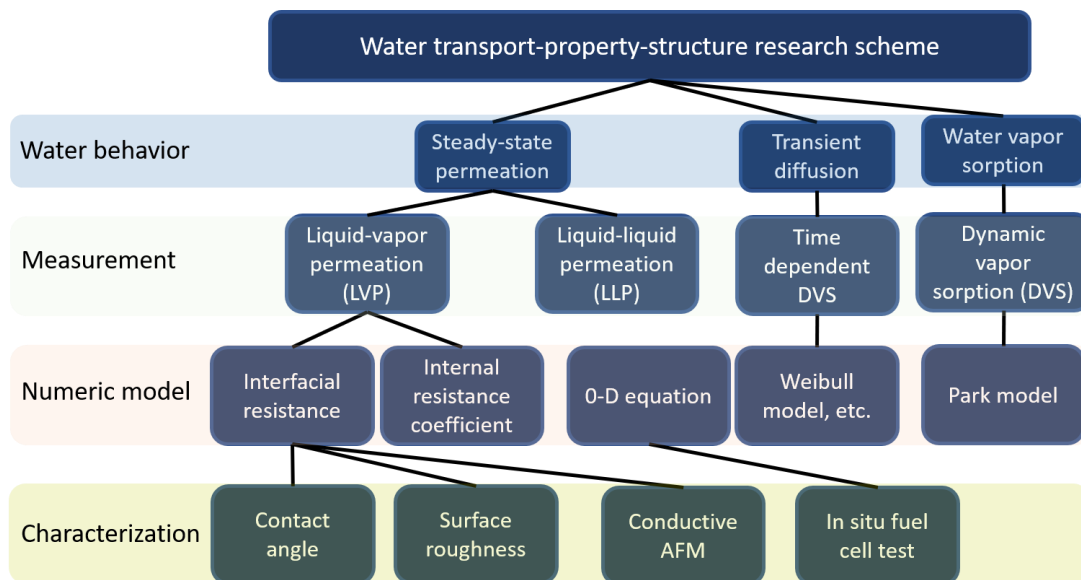 Water transport-property-structure research scheme
Water behavior
Steady-state
permeation
Transient
diffusion
Water vapor
sorption
Measurement
Liquid-vapor
permeation
(LVP)
Liquid-liquid
permeation
(LLP)
Time
dependent
DVS
Dynamic
vapor
sorption (DVS)
Numeric model
Interfacial
resistance
Internal
resistance
coefficient
0-D equation
Weibull
model, etc.
Park model
Characterization
Contact
angle
Surface
roughness
Conductive
AFM
In situ fuel
cell test